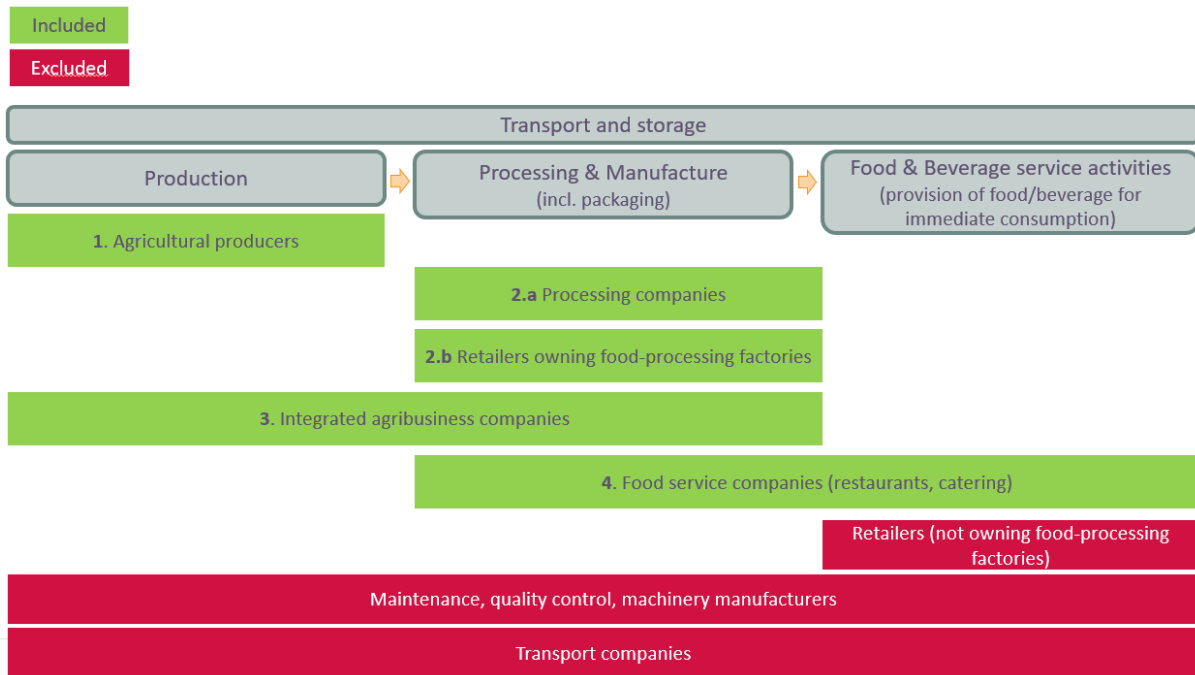 Included
Excluded
Transport and storage
Production
Processing & Manufacture
(incl. packaging)
Food & Beverage service activities
(provision of food/beverage for
immediate consumption)
1. Agricultural producers
2.a Processing companies
2.b Retailers owning food-processing factories
3. Integrated agribusiness companies
4. Food service companies (restaurants, catering)
Retailers (not owning food-processing
factories)
Maintenance, quality control, machinery manufacturers
Transport companies